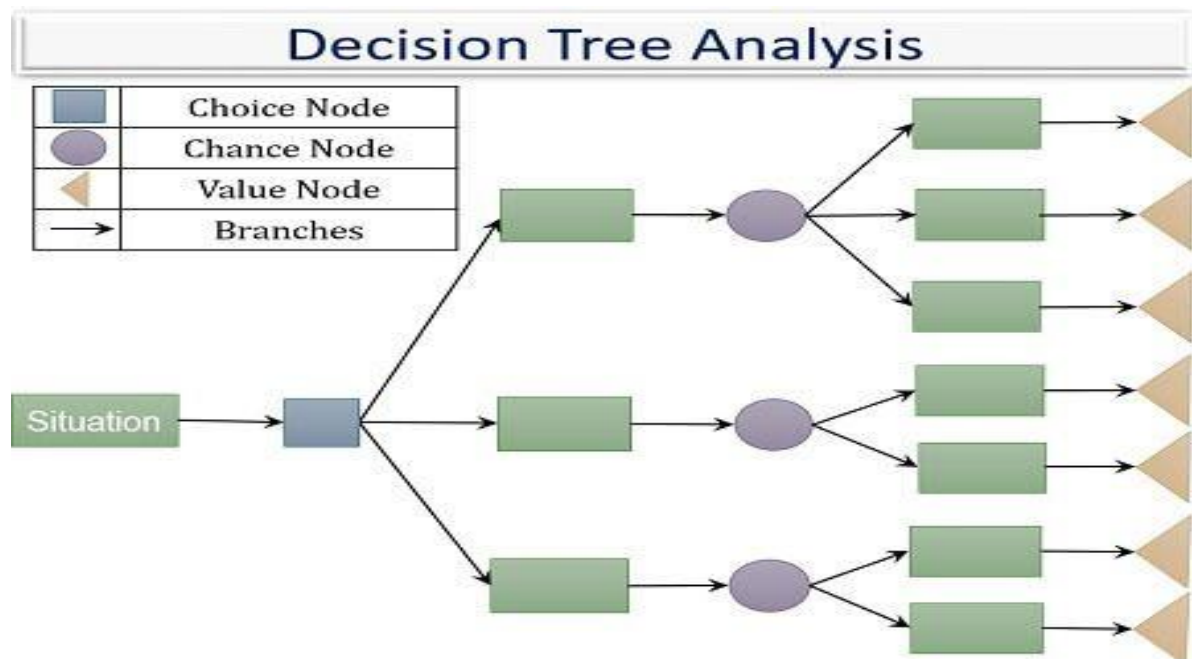 Decision Tree Analysis
Choice Node
Chance Node
Value Node
Branches
Situation